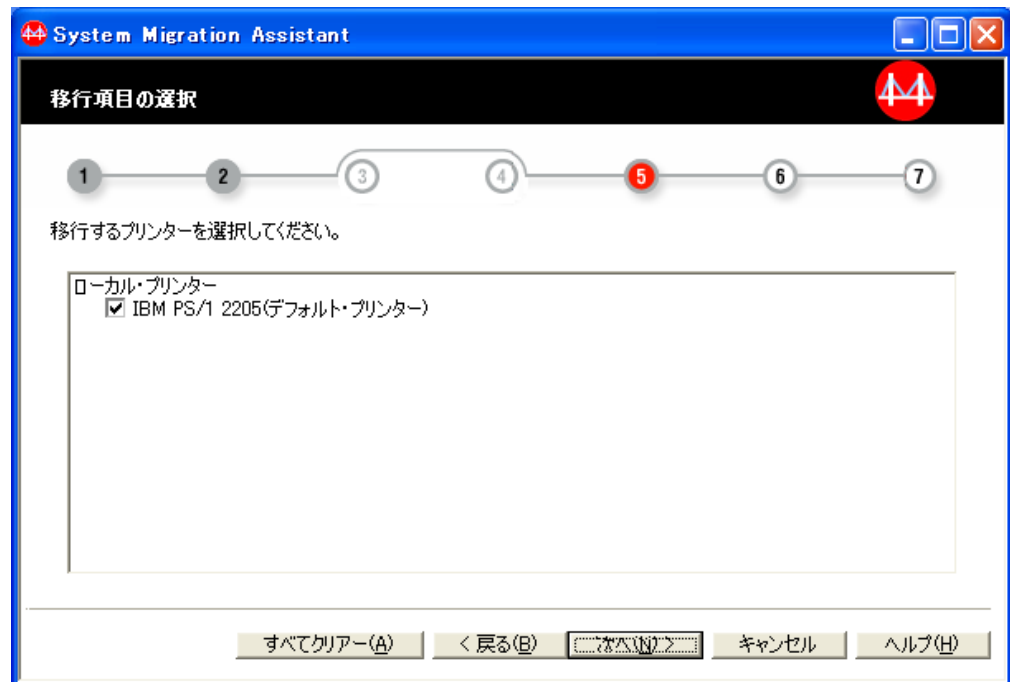 System Migration Assistant
移行項目の選択
1 2 3 4 5 6 7
移行するプリンターを選択してください。
ローカル・プリンター
IBM PS/1 2205(デフォルト・プリンター)
すべてクリアー(A) < 戻る(B) 次へ(N) > キャンセル ヘルプ(H)